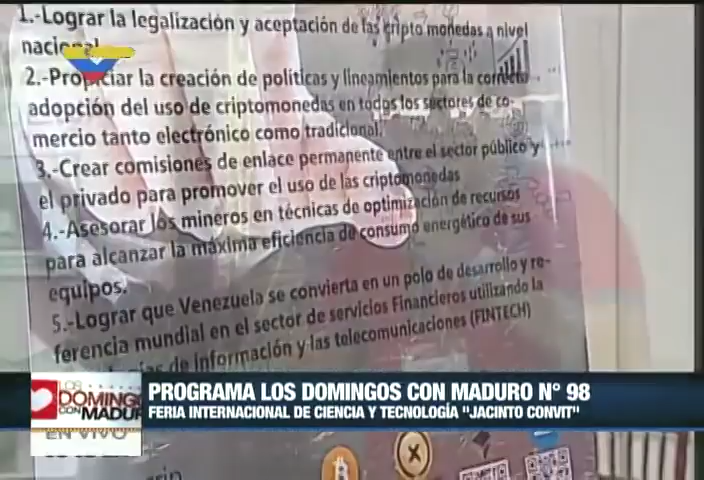 1.-Lograr la legalización y aceptación de las cripto monedas a nivel
nacional
2.-Propiciar la creación de políticas y lineamientos para la correcta
adopción del uso de criptomonedas en todos los sectores de co-
mercio tanto electrónico como tradicional.
3.-Crear comisiones de enlace permanente entre el sector público y
el privado para promover el uso de las criptomonedas
4.-Asesorar los mineros en técnicas de optimización de recursos
para alcanzar la máxima eficiencia de consumo energético de sus
equipos.
5.-Lograr que Venezuela se convierta en un polo de desarrollo y re-
ferencia mundial en el sector de servicios Financieros utilizando la
de información y las telecomunicaciones (FINTECH)
LOS
DOMINGO
CON MADUR
EN VIVO
PROGRAMA LOS DOMINGOS CON MADURO N° 98
FERIA INTERNACIONAL DE CIENCIA Y TECNOLOGÍA "JACINTO CONVIT"